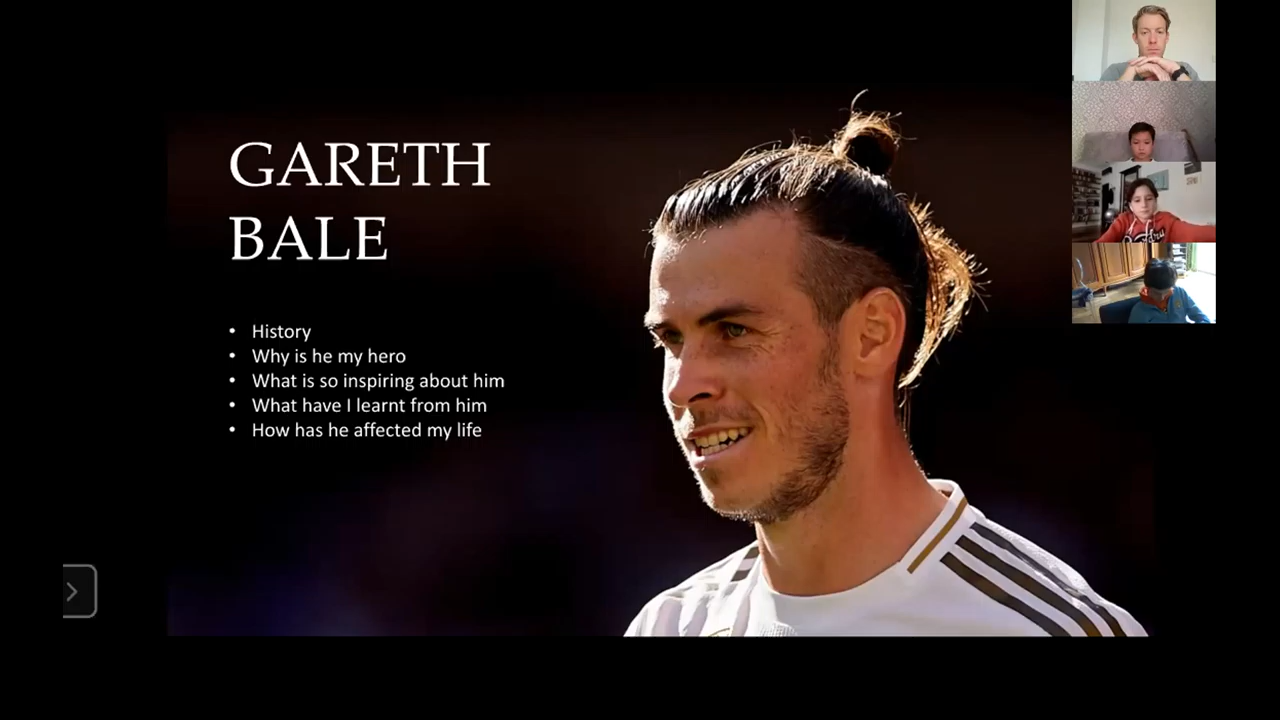 GARETH
BALE
• History
• Why is he my hero
• What is so inspiring about him
• What have I learnt from him
• How has he affected my life